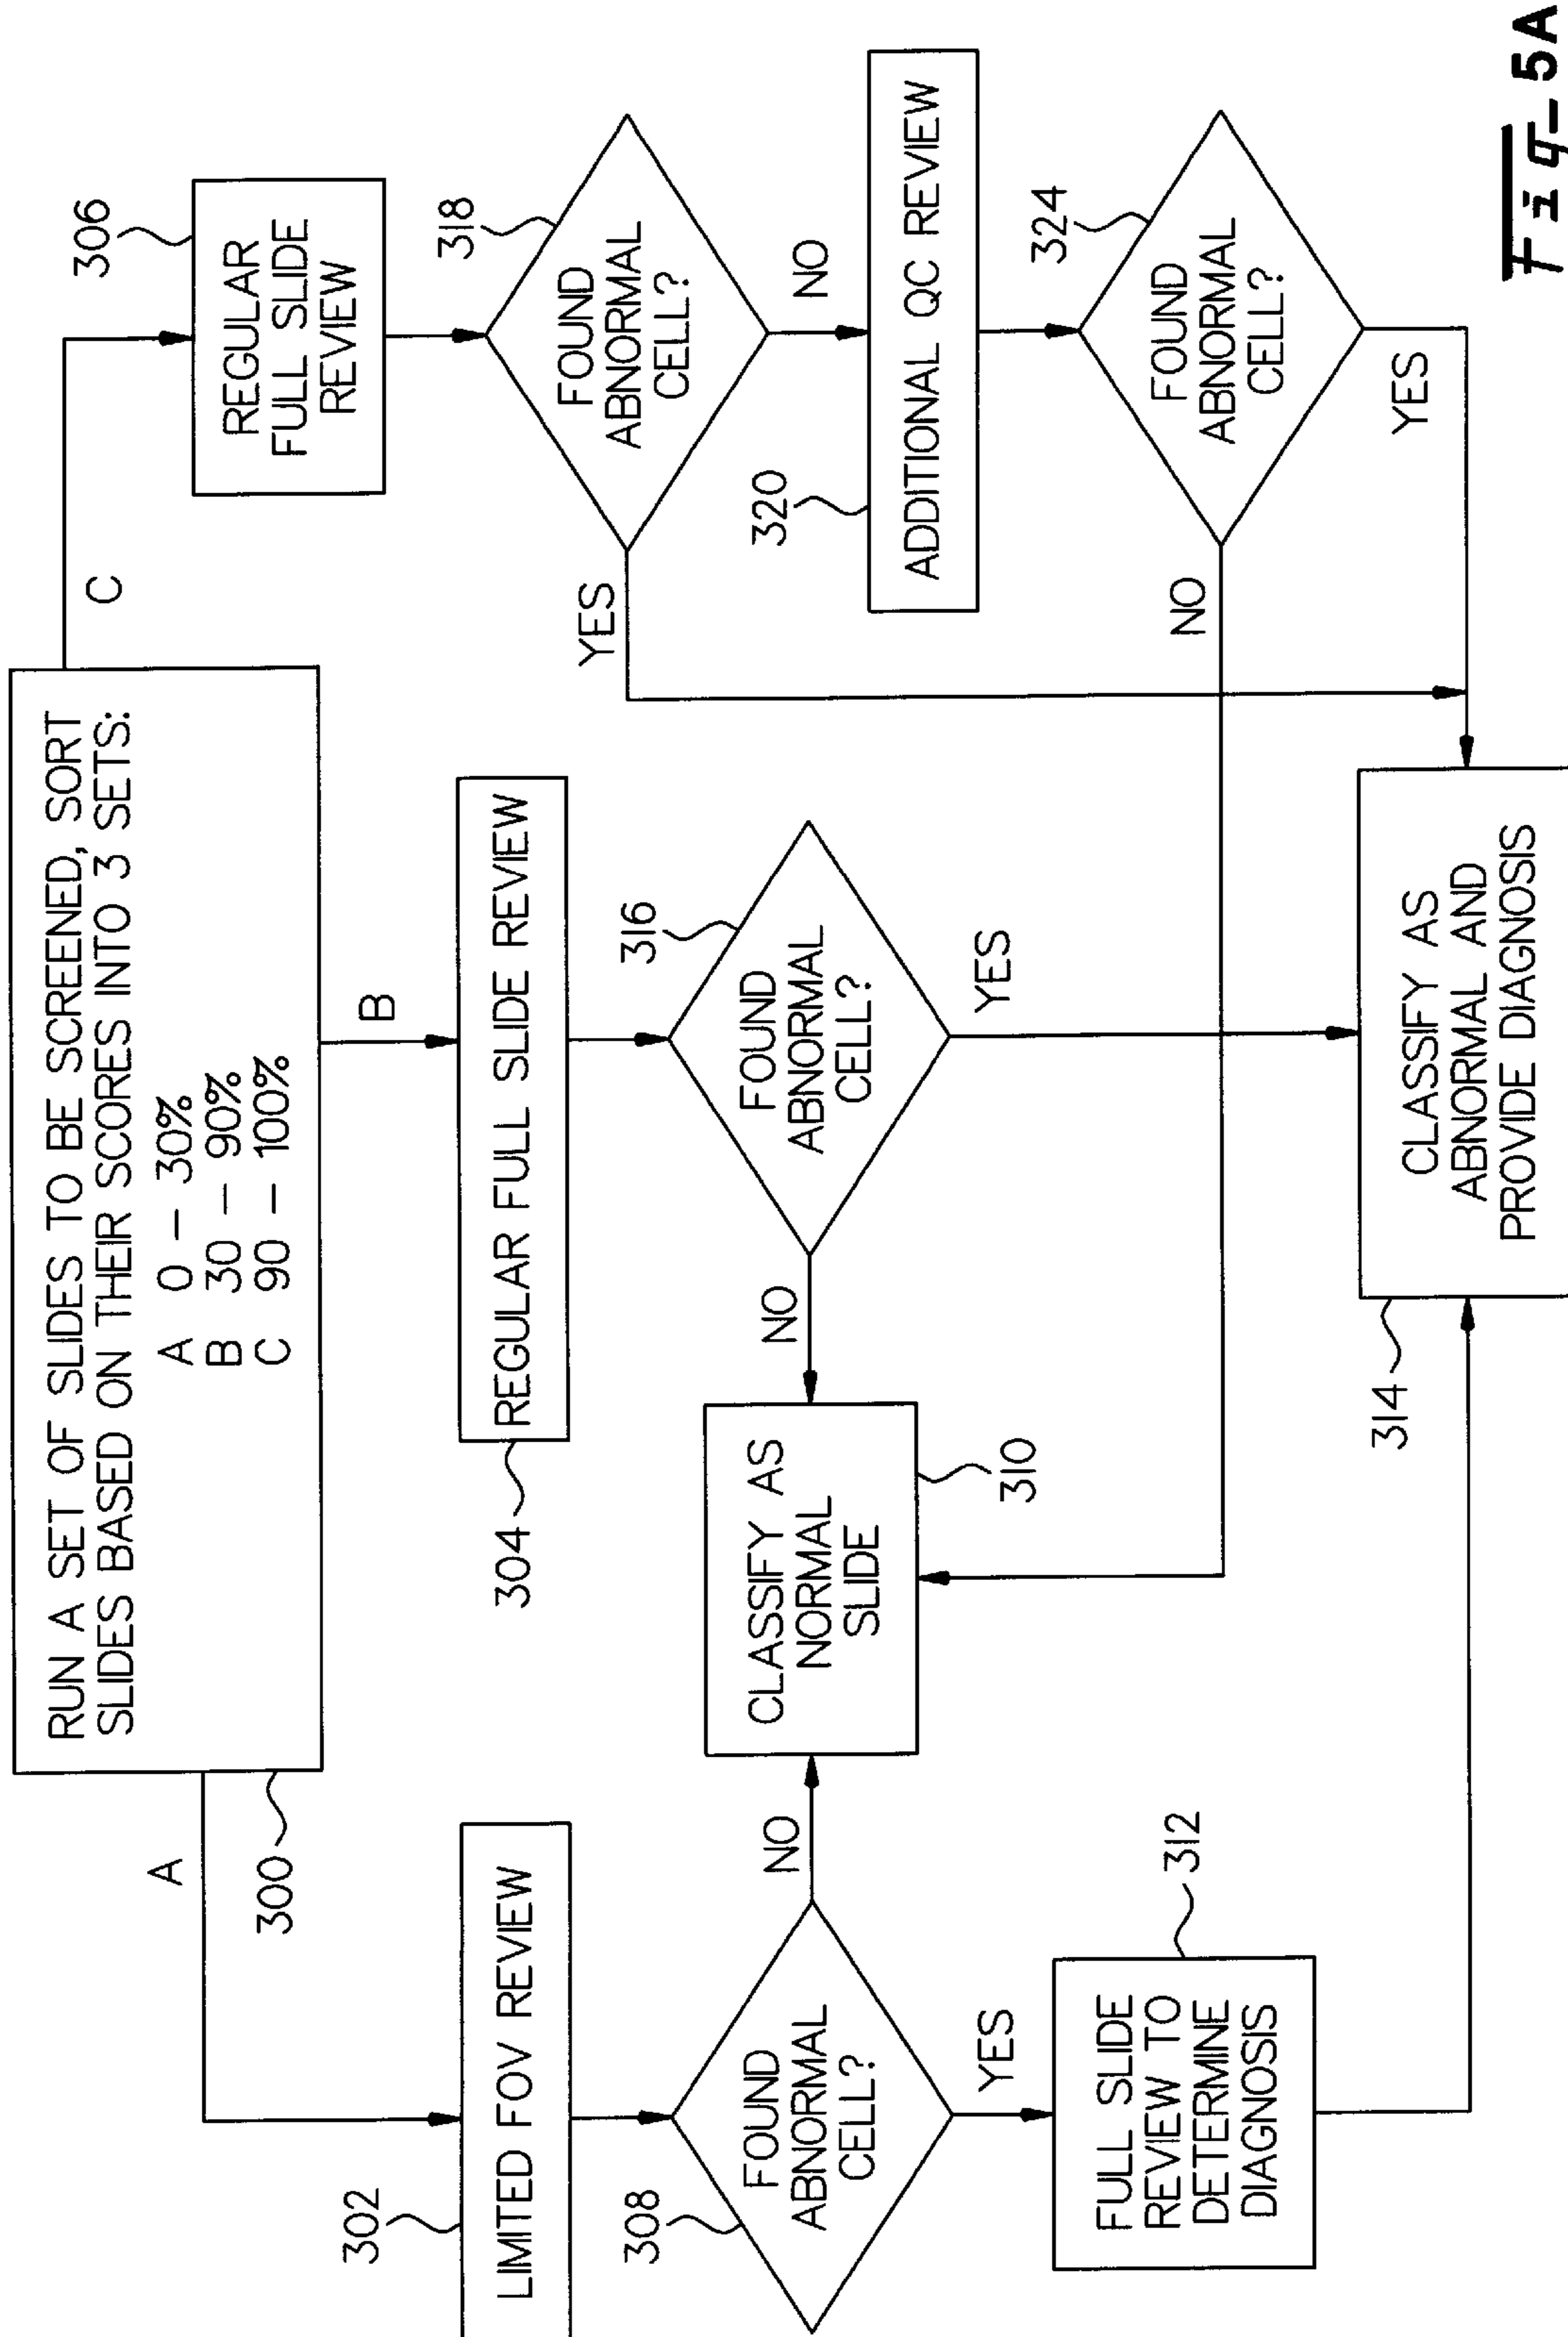 RUN A SET OF SLIDES TO BE SCREENED, SORT
SLIDES BASED ON THEIR SCORES INTO 3 SETS:
A 0 – 30%
B 30 – 90%
C 90 – 100%
300
A
B
C
302
LIMITED FOV REVIEW
304
REGULAR FULL SLIDE REVIEW
306
REGULAR
FULL SLIDE
REVIEW
308
FOUND
ABNORMAL
CELL?
NO
YES
CLASSIFY AS
NORMAL
SLIDE
310
NO
316
FOUND
ABNORMAL
CELL?
YES
318
FOUND
ABNORMAL
CELL?
YES
NO
320
ADDITIONAL QC REVIEW
324
FOUND
ABNORMAL
CELL?
NO
YES
312
FULL SLIDE
REVIEW TO
DETERMINE
DIAGNOSIS
314
CLASSIFY AS
ABNORMAL AND
PROVIDE DIAGNOSIS
Fig_5A